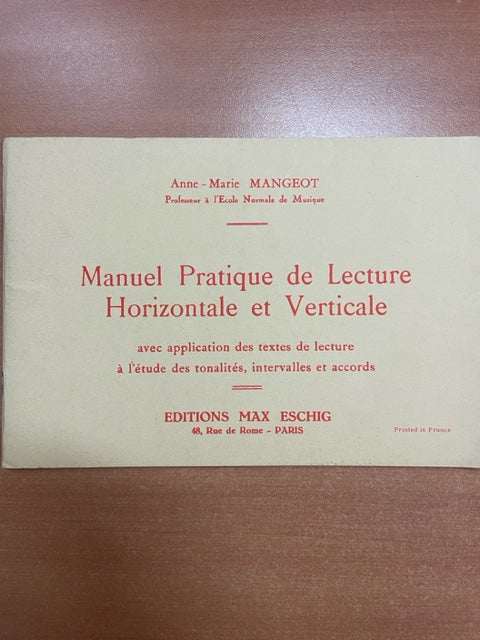 Anne - Marie MANGEOT
Professeur à l'Ecole Normale de Musique
Manuel Pratique de Lecture
Horizontale et Verticale
avec application des textes de lecture
à l'étude des tonalités, intervalles et accords
EDITIONS MAX ESCHIG
48, Rue de Rome - PARIS
Printed in France